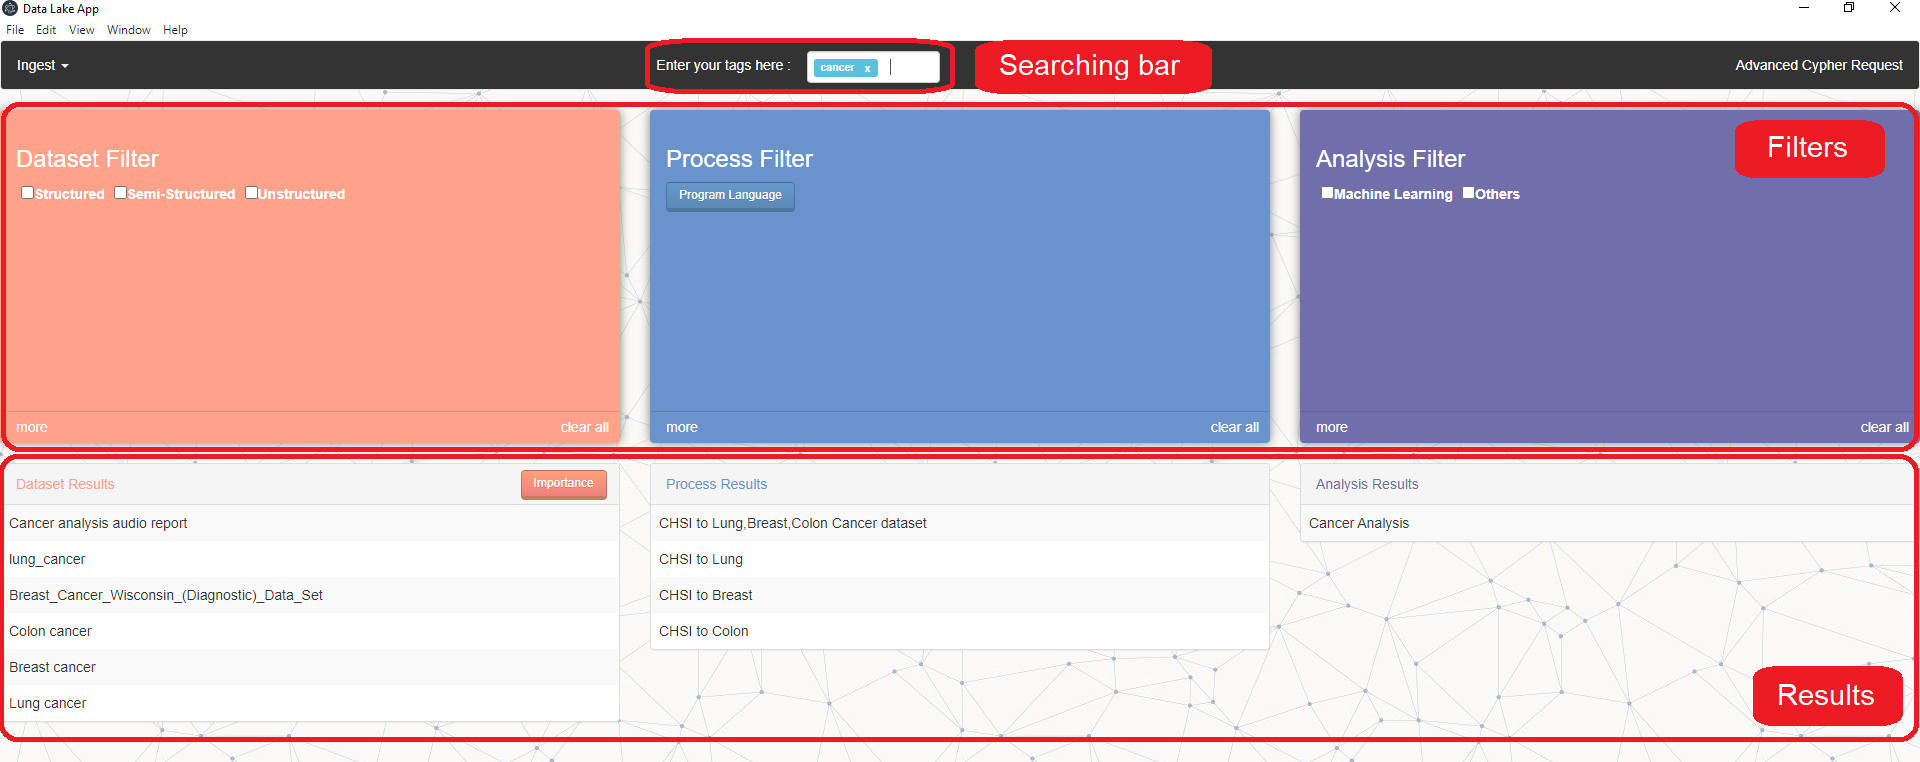 Data Lake App
File Edit View Window Help
Ingest
Enter your tags here :
cancer x
Searching bar
Advanced Cypher Request
Filters
Dataset Filter
Structured Semi-Structured Unstructured
more clear all
Process Filter
Program Language
more clear all
Analysis Filter
Machine Learning Others
more clear all
Dataset Results
Importance
Cancer analysis audio report
lung_cancer
Breast_Cancer_Wisconsin_(Diagnostic)_Data_Set
Colon cancer
Breast cancer
Lung cancer
Process Results
CHSI to Lung,Breast,Colon Cancer dataset
CHSI to Lung
CHSI to Breast
CHSI to Colon
Analysis Results
Cancer Analysis
Results